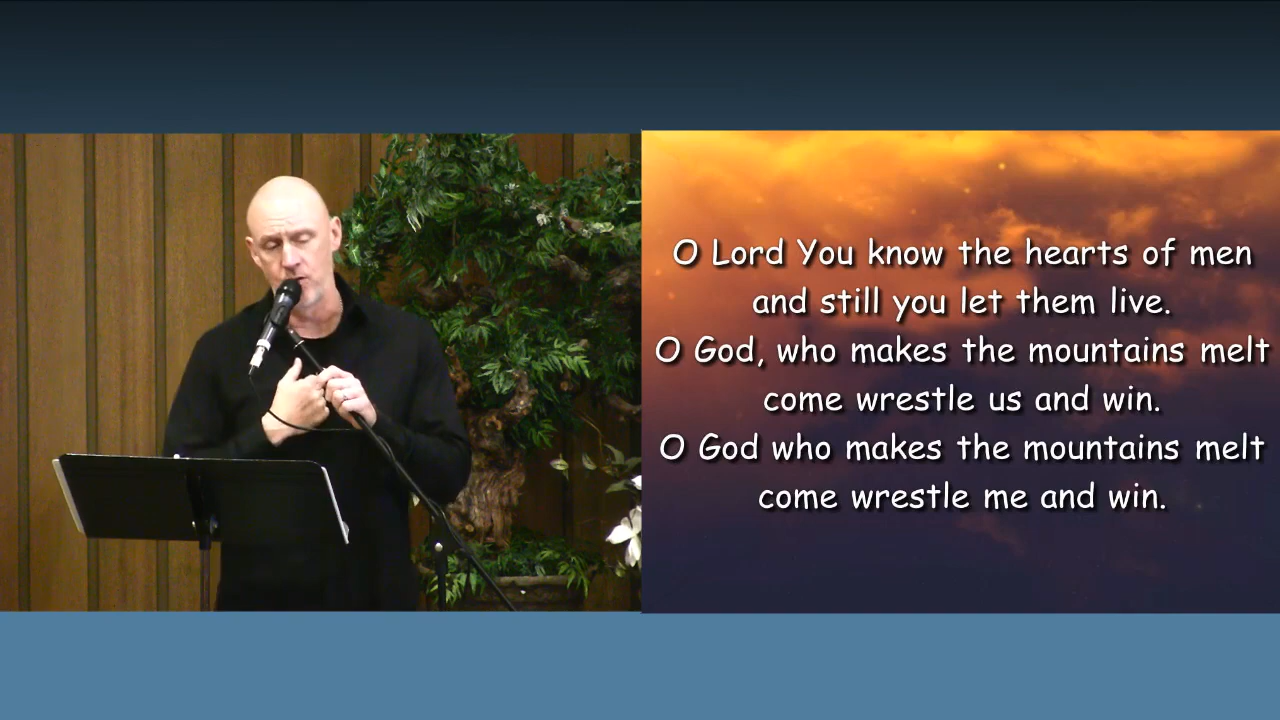 O Lord You know the hearts of men
and still you let them live.
O God, who makes the mountains melt
come wrestle us and win.
O God who makes the mountains melt
come wrestle me and win.